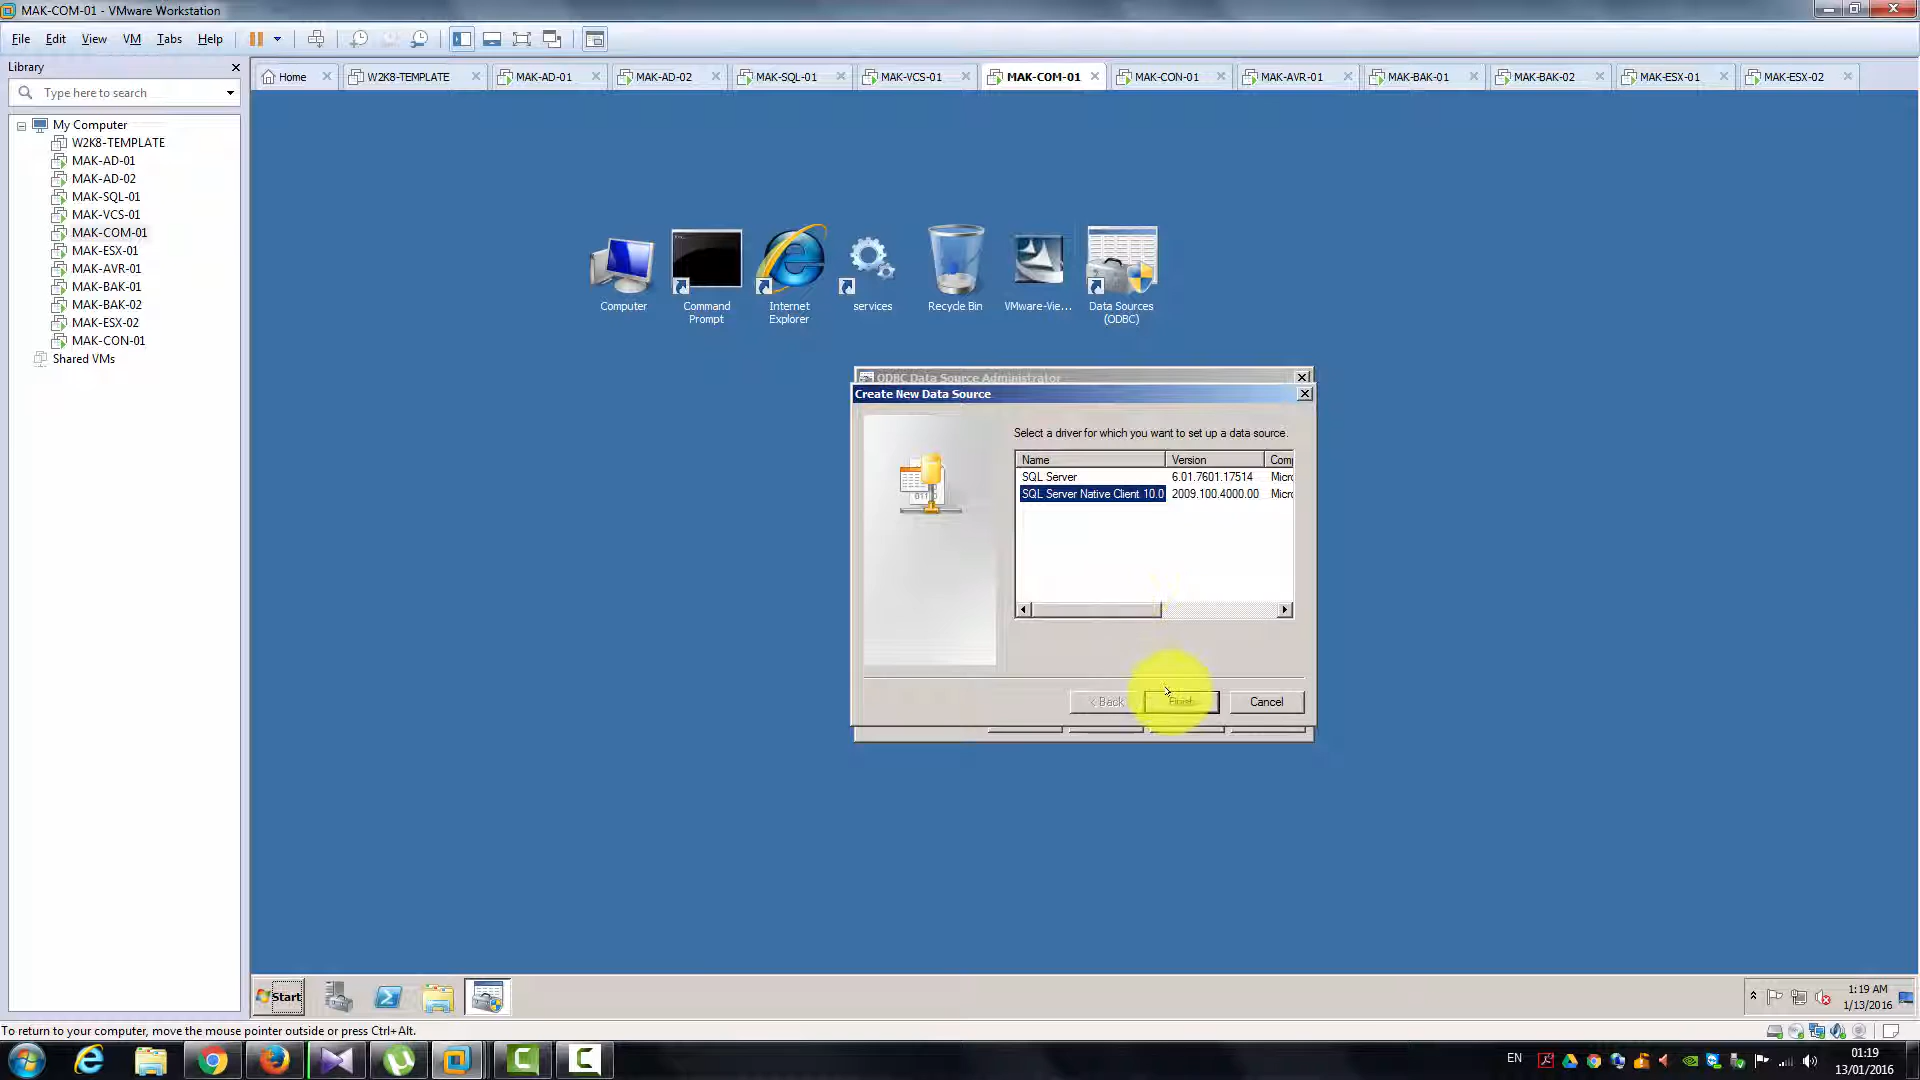 MAK-COM-01 - VMware Workstation
File Edit View VM Tabs Help
Library
Type here to search
Home W2K8-TEMPLATE MAK-AD-01 MAK-AD-02 MAK-SQL-01 MAK-VCS-01 MAK-COM-01 MAK-CON-01 MAK-AVR-01 MAK-BAK-01 MAK-BAK-02 MAK-ESX-01 MAK-ESX-02
My Computer
W2K8-TEMPLATE
MAK-AD-01
MAK-AD-02
MAK-SQL-01
MAK-VCS-01
MAK-COM-01
MAK-ESX-01
MAK-AVR-01
MAK-BAK-01
MAK-BAK-02
MAK-ESX-02
MAK-CON-01
Shared VMs
Computer
Command Prompt
Internet Explorer
services
Recycle Bin
VMware-Vie...
Data Sources (ODBC)
ODBC Data Source Administrator
Create New Data Source
Select a driver for which you want to set up a data source.
Name Version Com
SQL Server 6.01.7601.17514 Micro
SQL Server Native Client 10.0 2009.100.4000.00 Micro
< Back Finish Cancel
Start
1:19 AM
1/13/2016
To return to your computer, move the mouse pointer outside or press Ctrl+Alt.
EN
01:19
13/01/2016